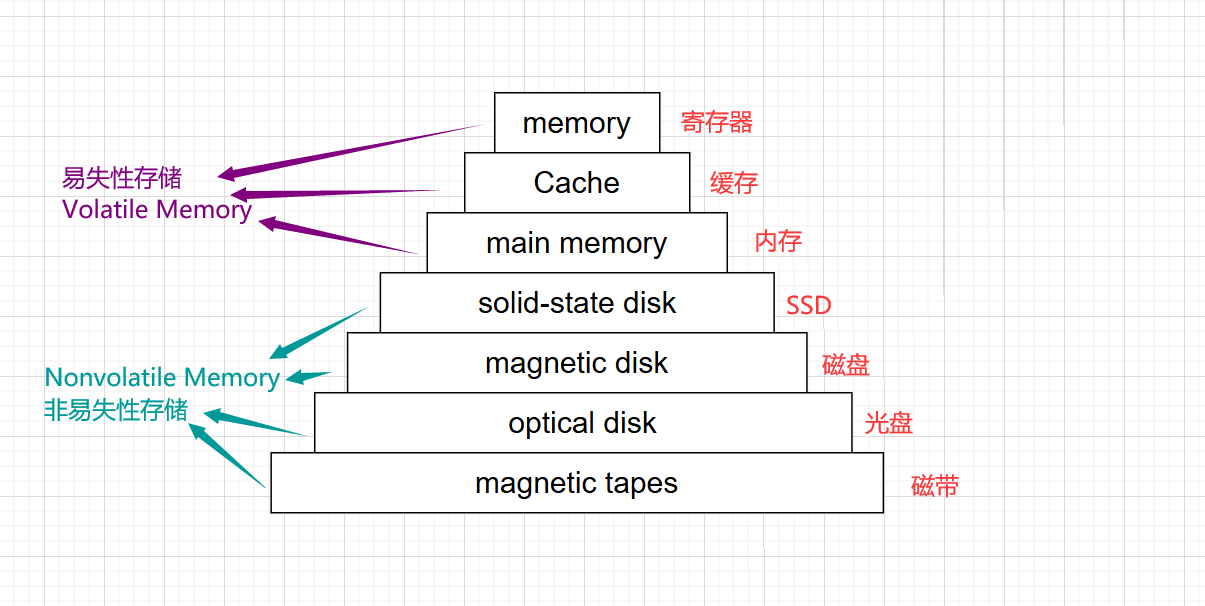 memory 寄存器
Cache 缓存
易失性存储
Volatile Memory
main memory 内存
solid-state disk SSD
magnetic disk 磁盘
Nonvolatile Memory
非易失性存储
optical disk 光盘
magnetic tapes 磁带